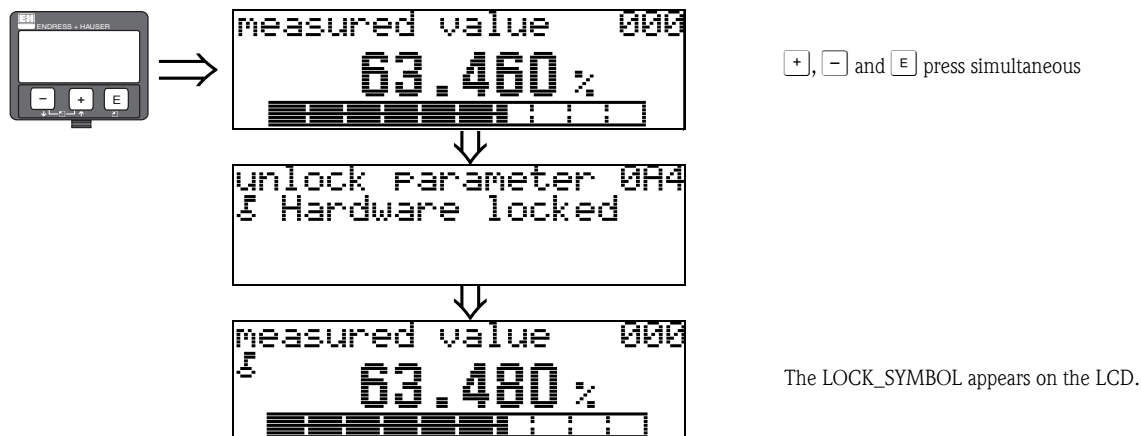 EH
ENDRESS + HAUSER
- + E
measured value 000
63.460 %
+, - and E press simultaneous
unlock parameter 0A4
Hardware locked
measured value 000
63.480 %
The LOCK_SYMBOL appears on the LCD.